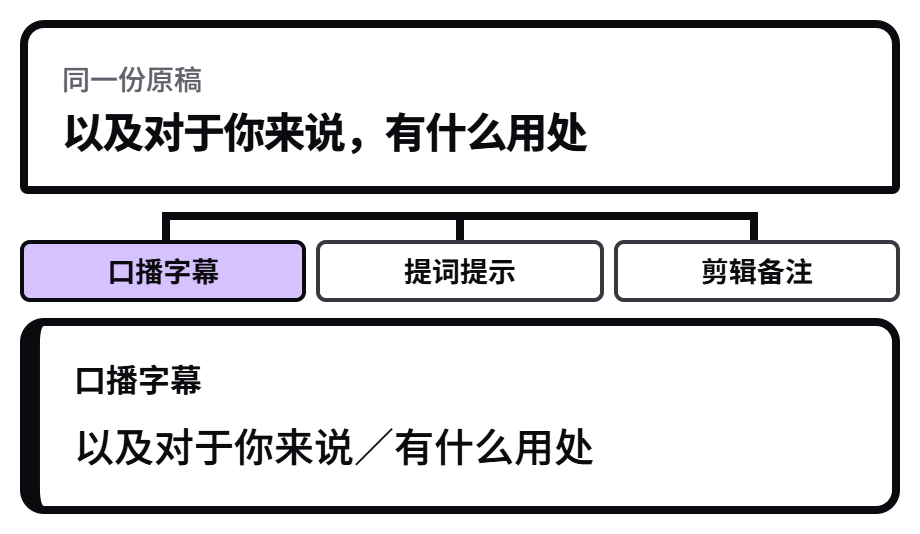 同一份原稿
以及对于你来说，有什么用处
口播字幕
提词提示
剪辑备注
口播字幕
以及对于你来说／有什么用处